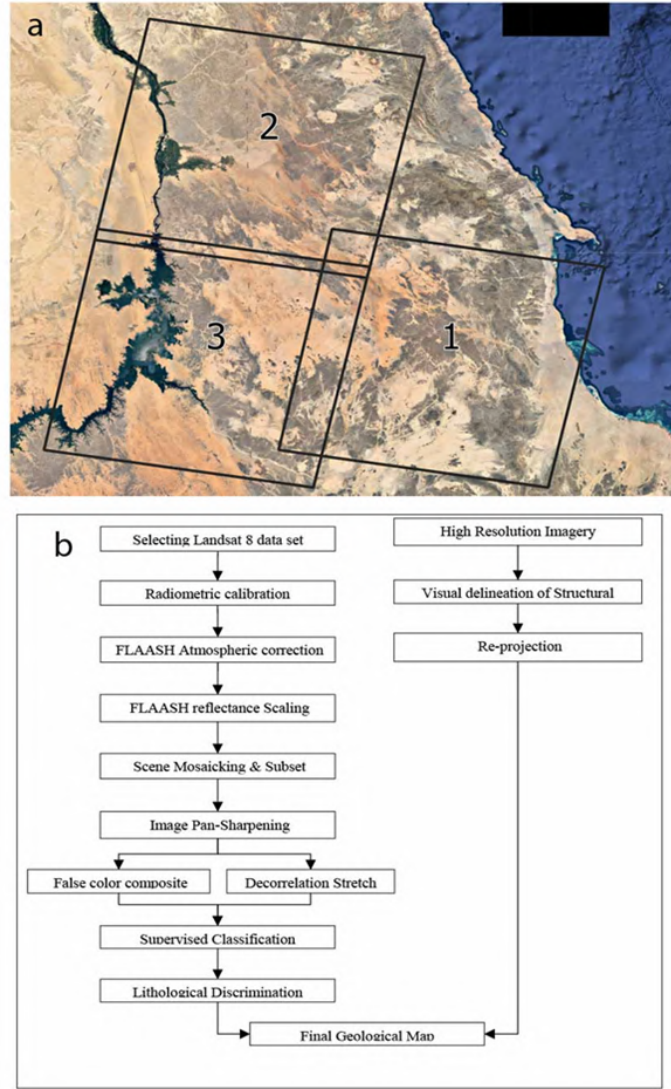 a
2
3
1
b
Selecting Landsat 8 data set
Radiometric calibration
FLAASH Atmospheric correction
FLAASH reflectance Scaling
Scene Mosaicking & Subset
Image Pan-Sharpening
False color composite
Decorrelation Stretch
Supervised Classification
Lithological Discrimination
High Resolution Imagery
Visual delineation of Structural
Re-projection
Final Geological Map